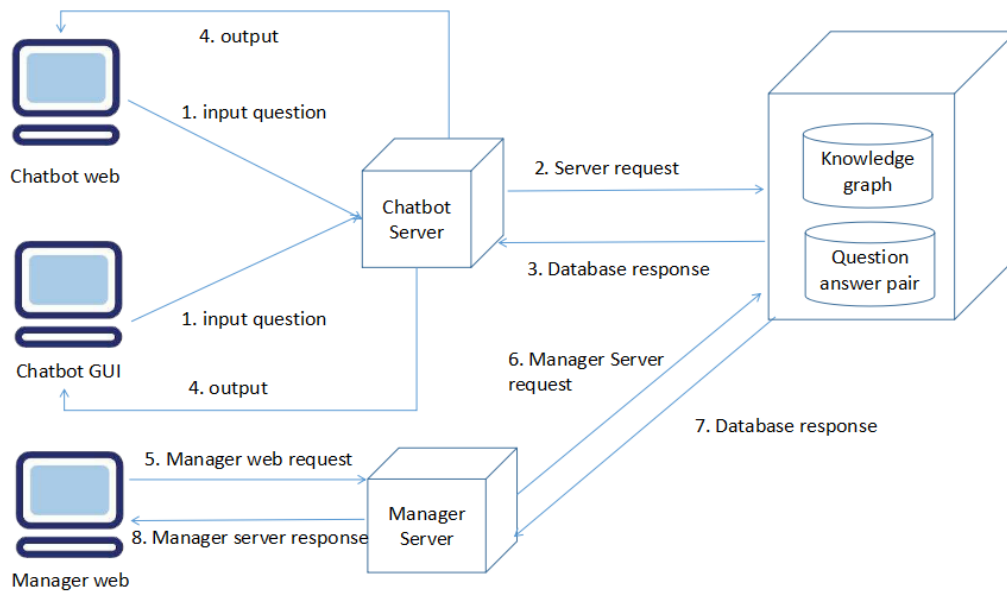 4. output
1. input question
Chatbot web
2. Server request
Knowledge
graph
Chatbot
Server
3. Database response
Question
answer pair
1. input question
Chatbot GUI
4. output
6. Manager Server
request
7. Database response
5. Manager web request
Manager
Server
8. Manager server response
Manager web